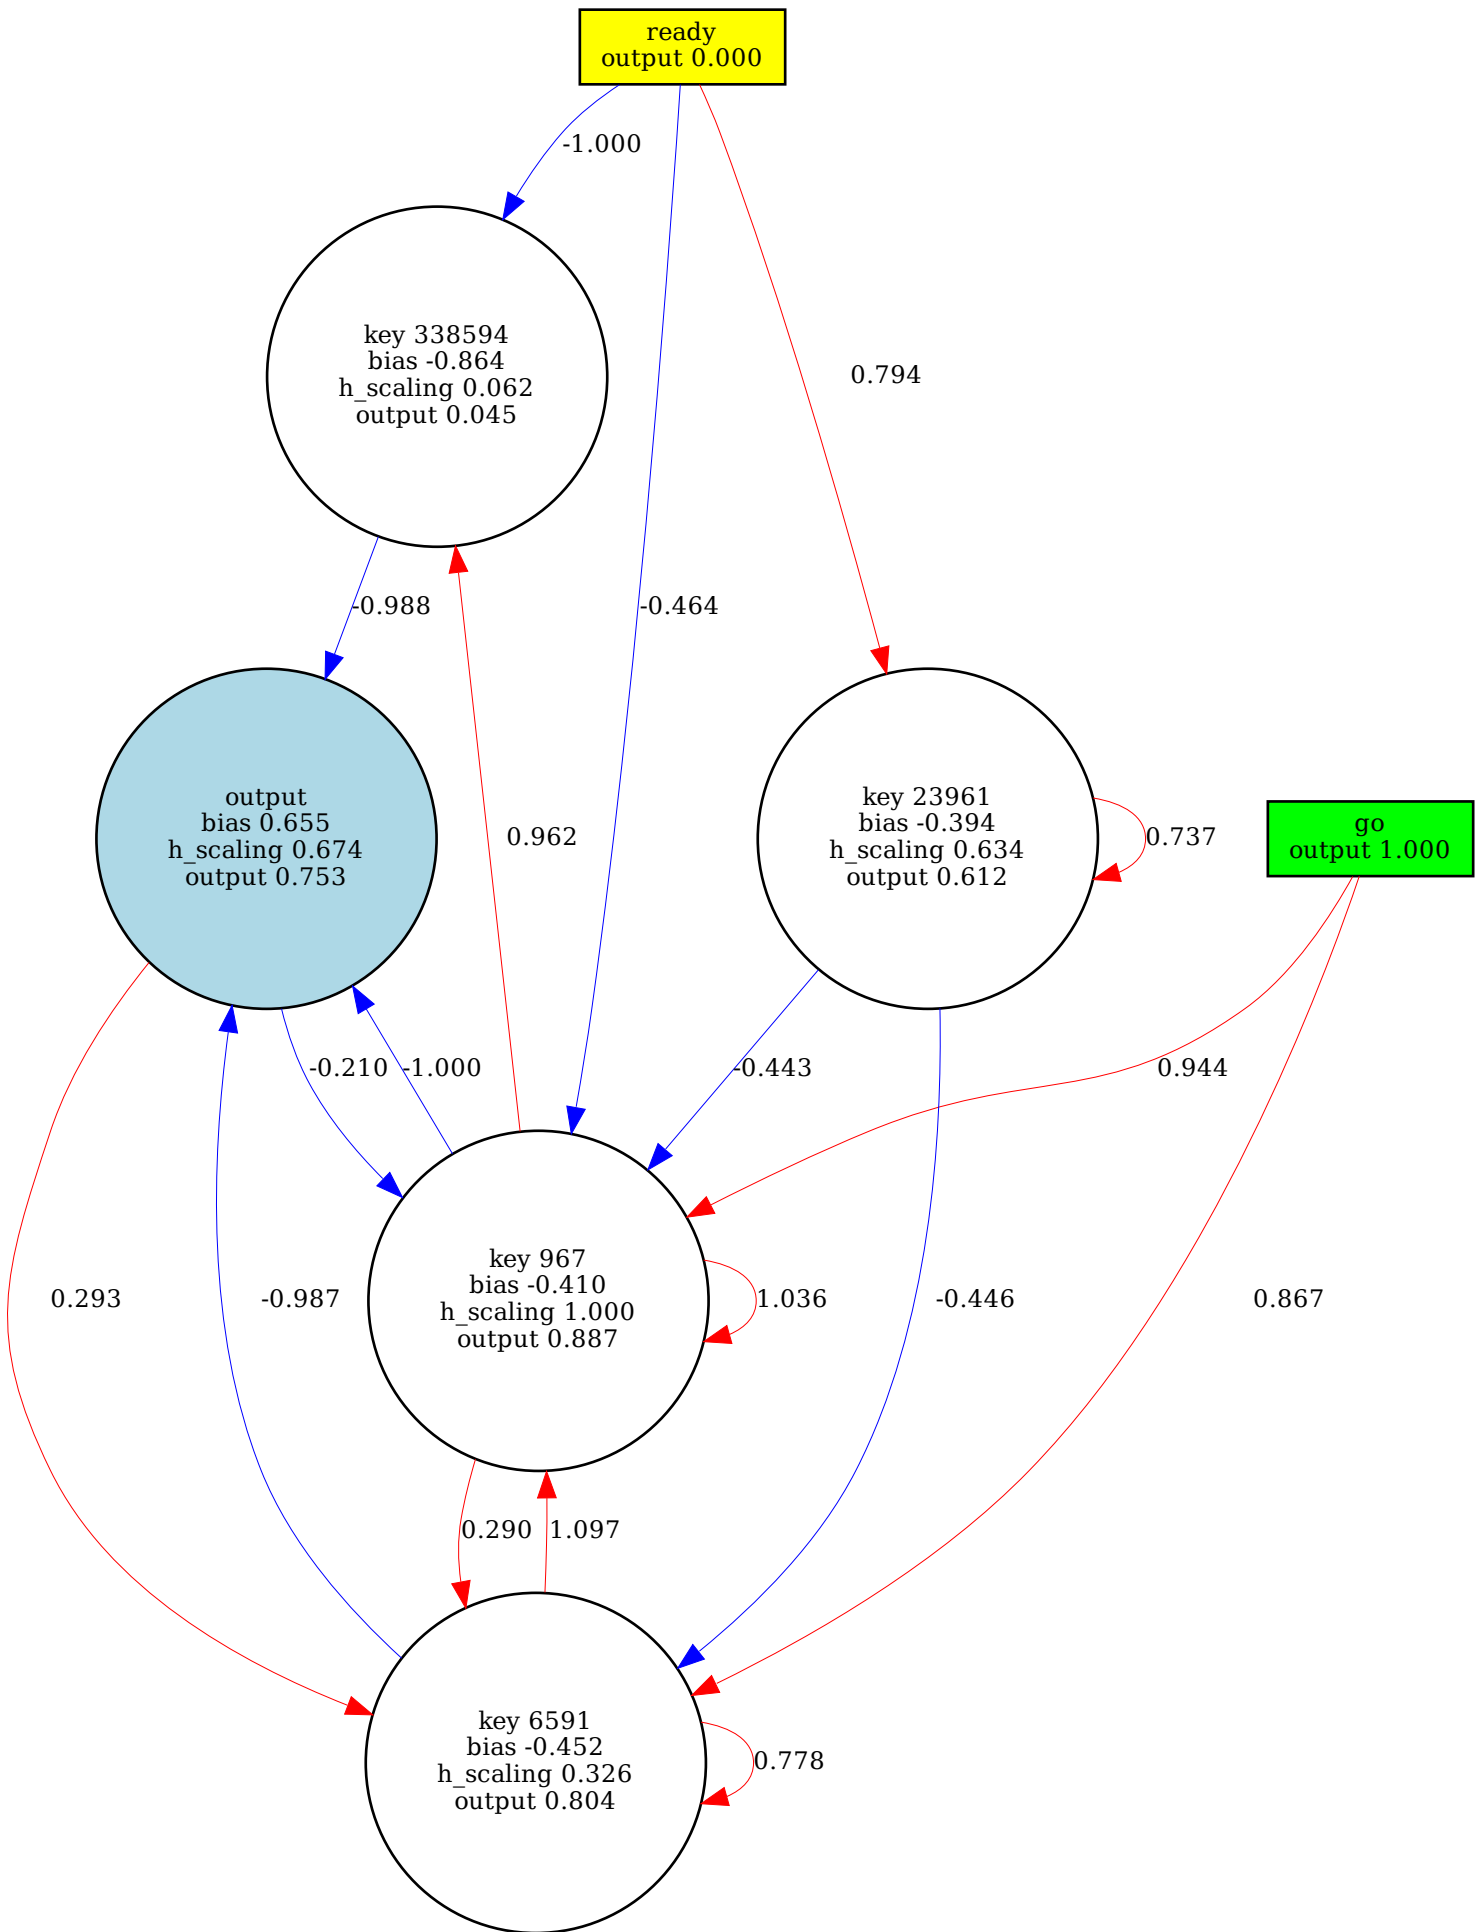 ready
output 0.000
-1.000
key 338594
bias -0.864
h_scaling 0.062
output 0.045
0.794
-0.988
-0.464
output
bias 0.655
h_scaling 0.674
output 0.753
0.962
key 23961
bias -0.394
h_scaling 0.634
output 0.612
0.737
go
output 1.000
-0.210
-1.000
-0.443
0.944
0.293
-0.987
key 967
bias -0.410
h_scaling 1.000
output 0.887
1.036
-0.446
0.867
0.290
1.097
key 6591
bias -0.452
h_scaling 0.326
output 0.804
0.778